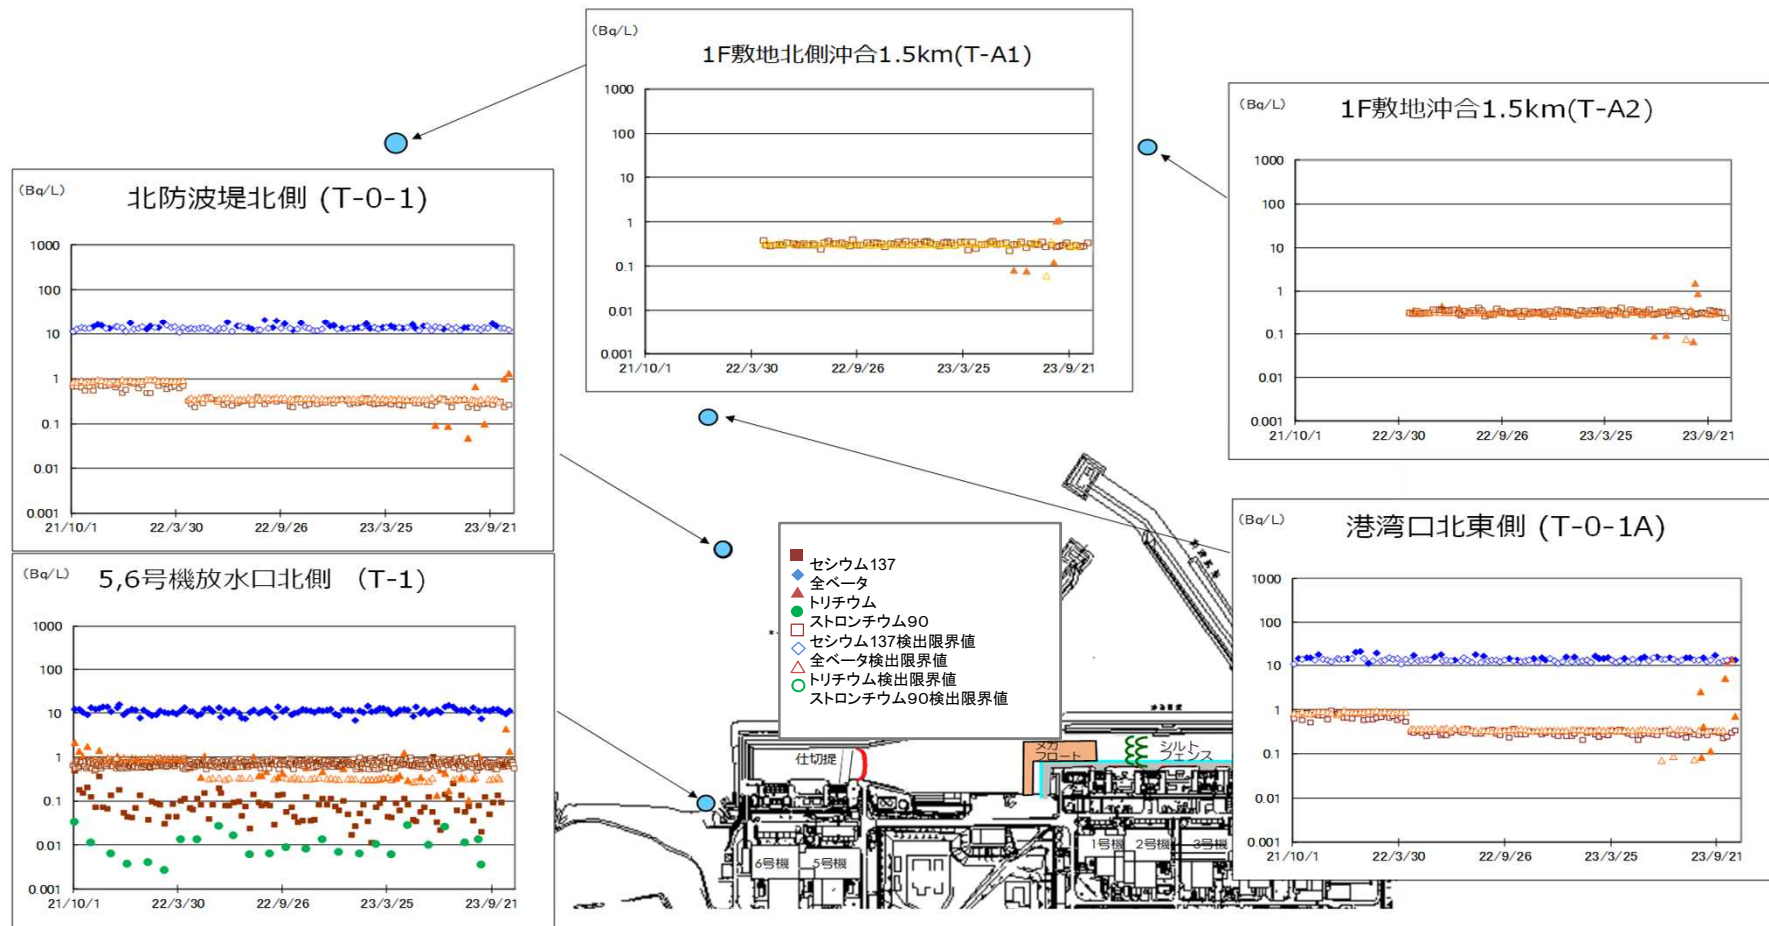 (Bq/L)
1F敷地北側沖合1.5km(T-A1)
1000
100
10
1
0.1
0.01
0.001
21/10/1
22/3/30
22/9/26
23/3/25
23/9/21
(Bq/L)
1F敷地沖合1.5km(T-A2)
1000
100
10
1
0.1
0.01
0.001
21/10/1
22/3/30
22/9/26
23/3/25
23/9/21
(Bq/L)
北防波堤北側 (T-0-1)
1000
100
10
1
0.1
0.01
0.001
21/10/1
22/3/30
22/9/26
23/3/25
23/9/21
(Bq/L)
5,6号機放水口北側 (T-1)
1000
100
10
1
0.1
0.01
0.001
21/10/1
22/3/30
22/9/26
23/3/25
23/9/21
セシウム137
全ベータ
トリチウム
ストロンチウム90
セシウム137検出限界値
全ベータ検出限界値
トリチウム検出限界値
ストロンチウム90検出限界値
(Bq/L)
港湾口北東側 (T-0-1A)
1000
100
10
1
0.1
0.01
0.001
21/10/1
22/3/30
22/9/26
23/3/25
23/9/21
仕切提
メガ
フロート
シルト
フェンス
6号機
5号機
1号機
2号機
3号機